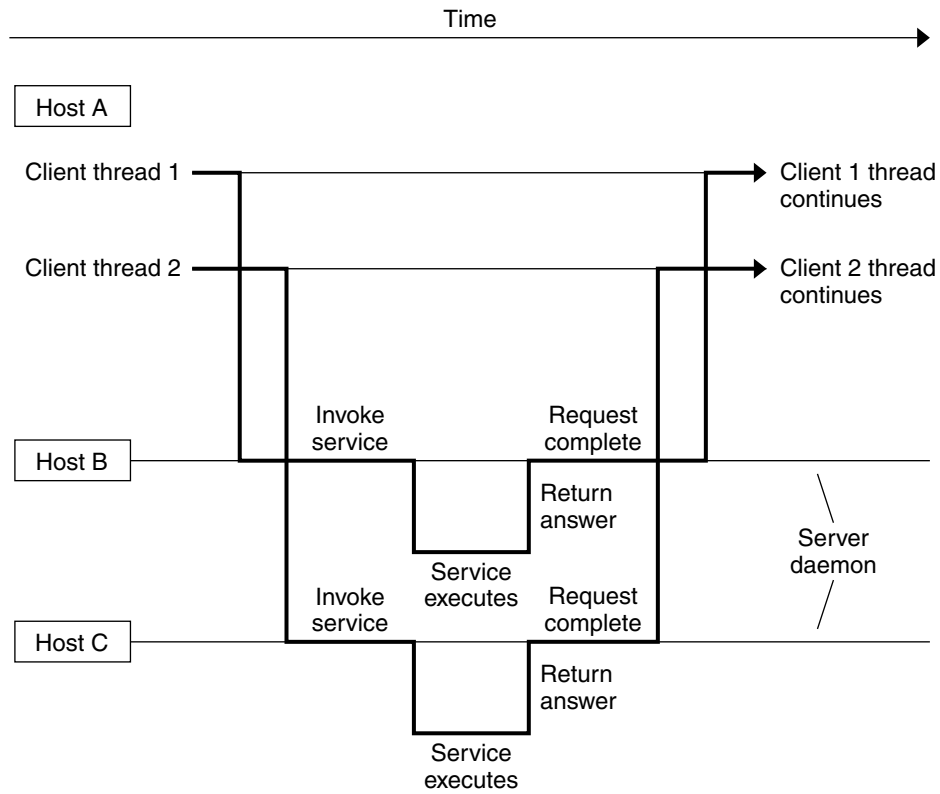 Time
Host A
Client thread 1
Client 1 thread
continues
Client thread 2
Client 2 thread
continues
Invoke
service
Request
complete
Host B
Return
answer
Server
daemon
Service
executes
Invoke
service
Request
complete
Host C
Return
answer
Service
executes